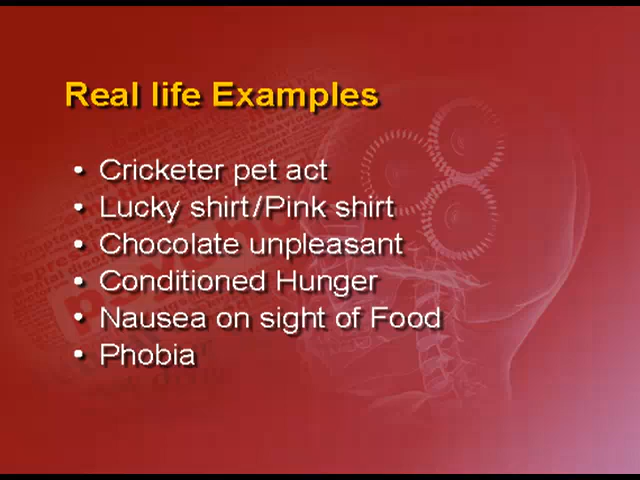 Real life Examples
• Cricketer pet act
• Lucky shirt/Pink shirt
• Chocolate unpleasant
• Conditioned Hunger
• Nausea on sight of Food
• Phobia